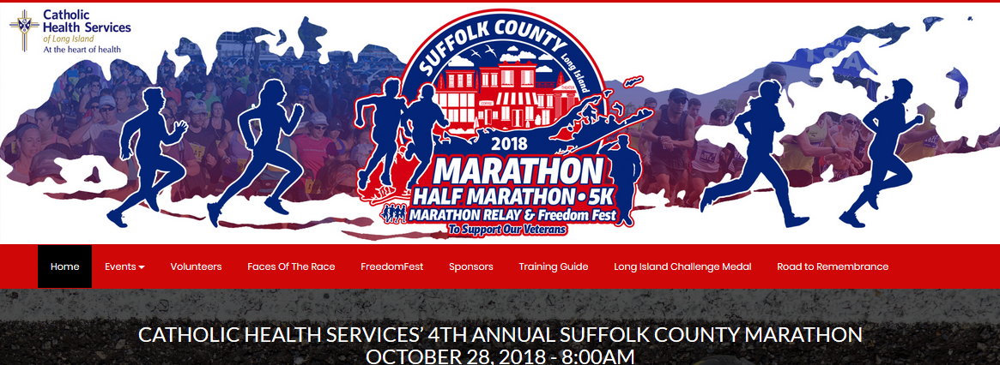 Catholic
Health Services
of Long Island
At the heart of health
SUFFOLK COUNTY
Long Island
THEATER
COFFEE
2018
MARATHON
HALF MARATHON • 5K
MARATHON RELAY & Freedom Fest
To Support Our Veterans
Home
Events
Volunteers
Faces Of The Race
FreedomFest
Sponsors
Training Guide
Long Island Challenge Medal
Road to Remembrance
CATHOLIC HEALTH SERVICES’ 4TH ANNUAL SUFFOLK COUNTY MARATHON
OCTOBER 28, 2018 - 8:00AM